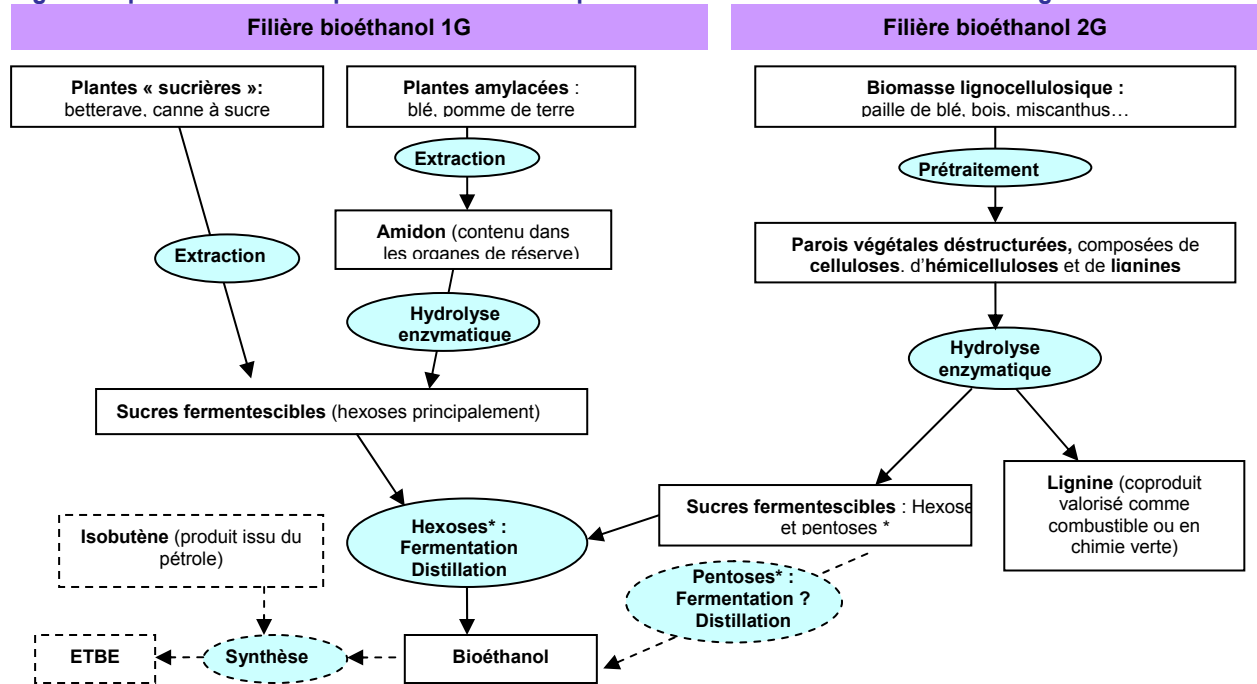 Filière bioéthanol 1G
Filière bioéthanol 2G
Plantes « sucrières »:
betterave, canne à sucre
Plantes amylacées :
blé, pomme de terre
Biomasse lignocellulosique :
paille de blé, bois, miscanthus…
Extraction
Prétraitement
Amidon (contenu dans
les organes de réserve)
Extraction
Parois végétales déstructurées, composées de
celluloses, d'hémicelluloses et de lignines
Hydrolyse
enzymatique
Hydrolyse
enzymatique
Sucres fermentescibles (hexoses principalement)
Lignine (coproduit
valorisé comme
combustible ou en
chimie verte)
Sucres fermentescibles : Hexose
et pentoses *
Isobutène (produit issu du
pétrole)
Hexoses* :
Fermentation
Distillation
Pentoses* :
Fermentation ?
Distillation
ETBE
Synthèse
Bioéthanol